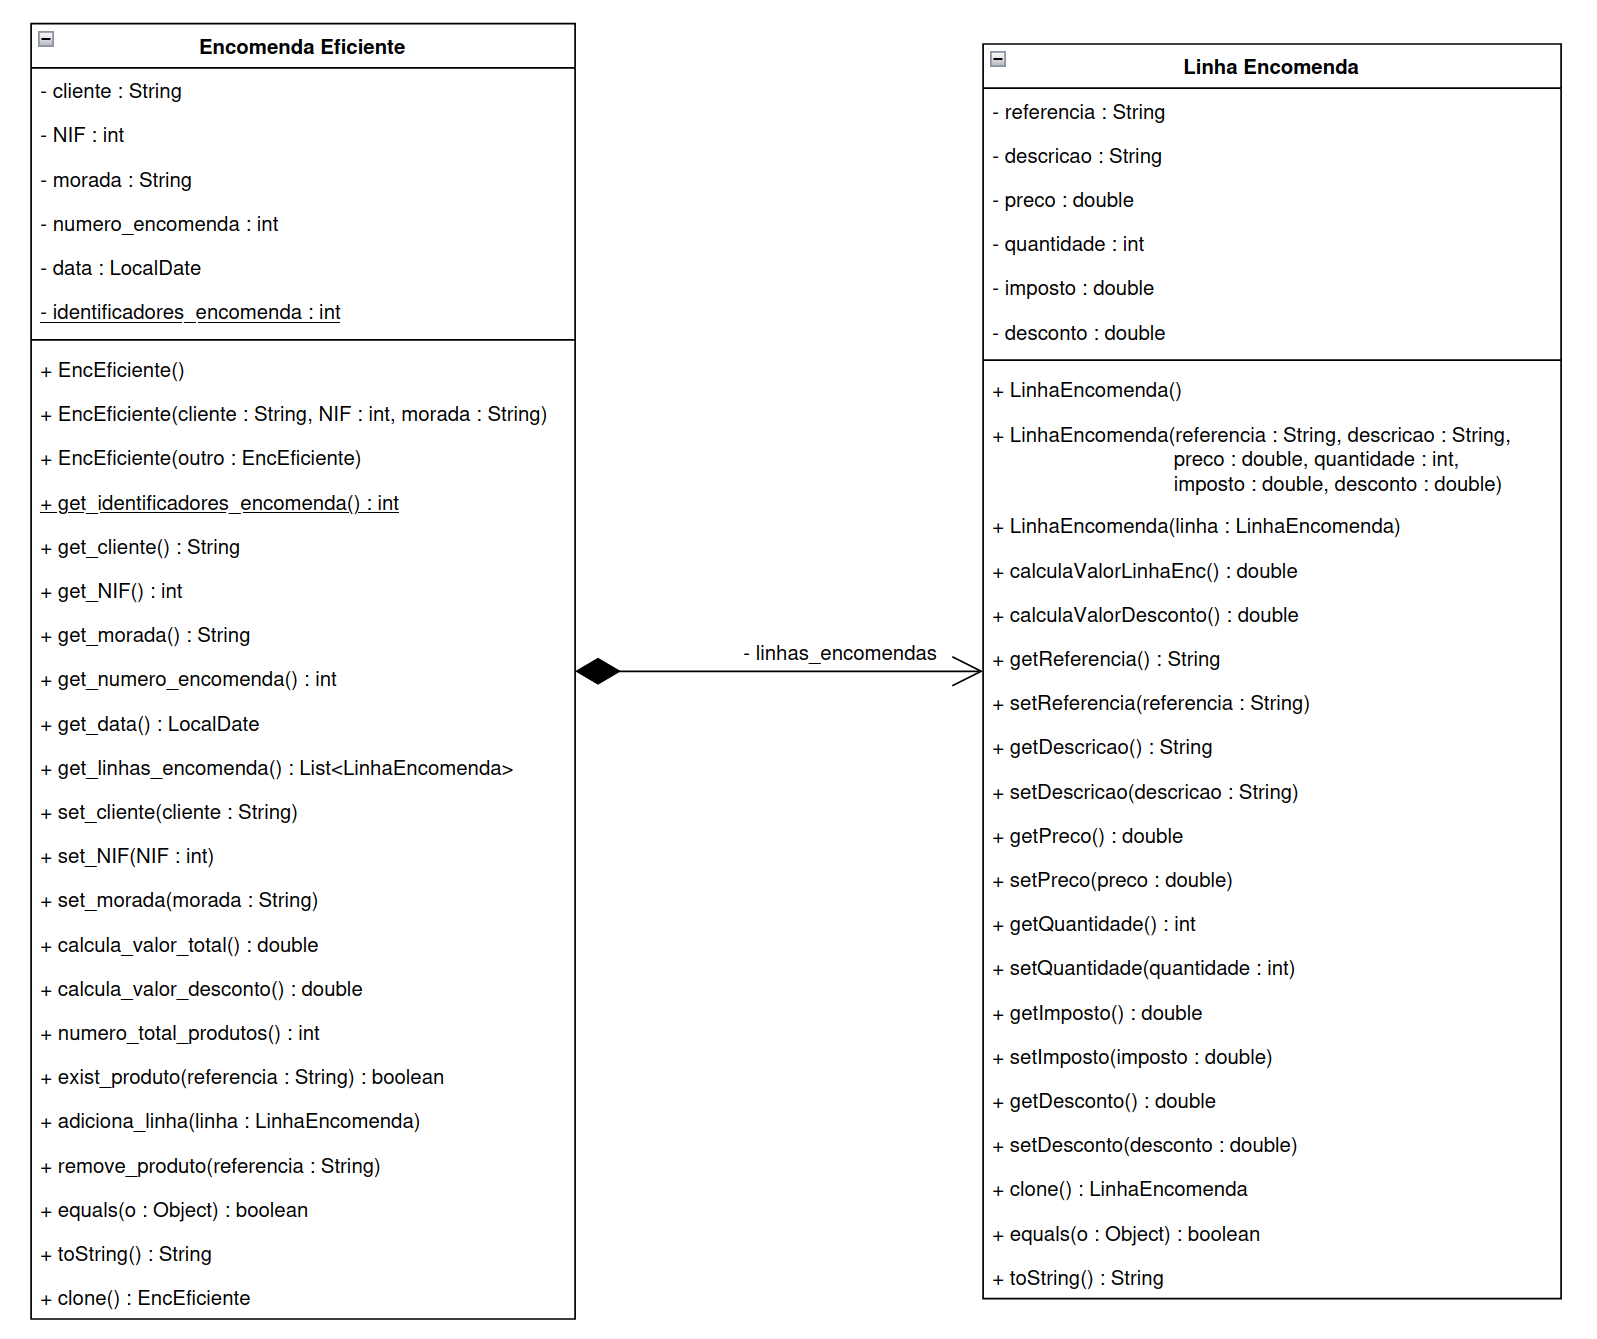 Encomenda Eficiente
- cliente : String
- NIF : int
- morada : String
- numero_encomenda : int
- data : LocalDate
- identificadores_encomenda : int
+ EncEficiente()
+ EncEficiente(cliente : String, NIF : int, morada : String)
+ EncEficiente(outro : EncEficiente)
+ get_identificadores_encomenda() : int
+ get_cliente() : String
+ get_NIF() : int
+ get_morada() : String
+ get_numero_encomenda() : int
+ get_data() : LocalDate
+ get_linhas_encomenda() : List<LinhaEncomenda>
+ set_cliente(cliente : String)
+ set_NIF(NIF : int)
+ set_morada(morada : String)
+ calcula_valor_total() : double
+ calcula_valor_desconto() : double
+ numero_total_produtos() : int
+ exist_produto(referencia : String) : boolean
+ adiciona_linha(linha : LinhaEncomenda)
+ remove_produto(referencia : String)
+ equals(o : Object) : boolean
+ toString() : String
+ clone() : EncEficiente
- linhas_encomendas
Linha Encomenda
- referencia : String
- descricao : String
- preco : double
- quantidade : int
- imposto : double
- desconto : double
+ LinhaEncomenda()
+ LinhaEncomenda(referencia : String, descricao : String,
preco : double, quantidade : int,
imposto : double, desconto : double)
+ LinhaEncomenda(linha : LinhaEncomenda)
+ calculaValorLinhaEnc() : double
+ calculaValorDesconto() : double
+ getReferencia() : String
+ setReferencia(referencia : String)
+ getDescricao() : String
+ setDescricao(descricao : String)
+ getPreco() : double
+ setPreco(preco : double)
+ getQuantidade() : int
+ setQuantidade(quantidade : int)
+ getImposto() : double
+ setImposto(imposto : double)
+ getDesconto() : double
+ setDesconto(desconto : double)
+ clone() : LinhaEncomenda
+ equals(o : Object) : boolean
+ toString() : String